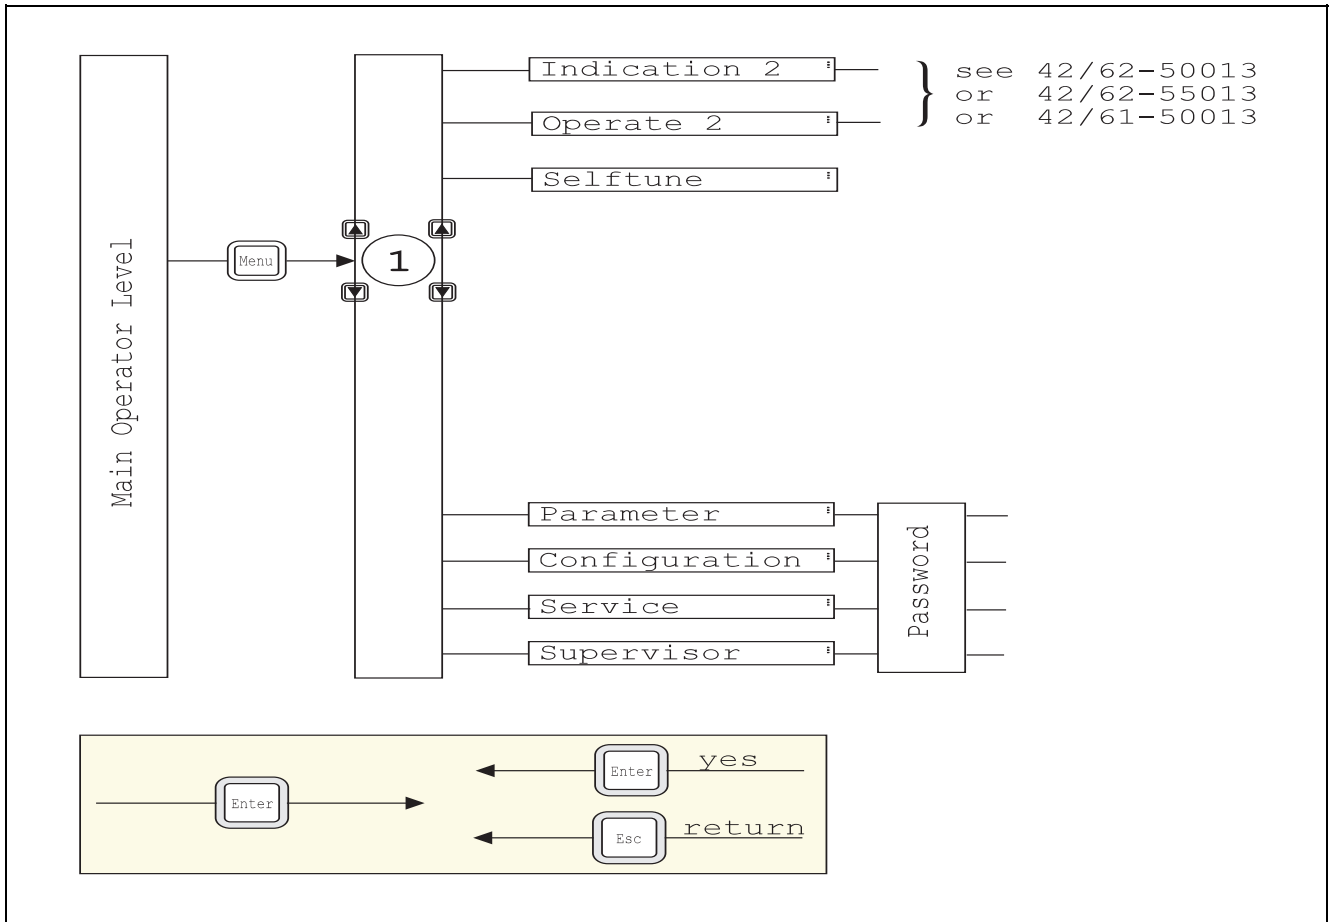 Indication 2
see 42/62-50013
Operate 2
or 42/62-55013
or 42/61-50013
Selftune
Main Operator Level
Menu
1
Parameter
Configuration
Service
Supervisor
Password
Enter
Enter yes
Esc return